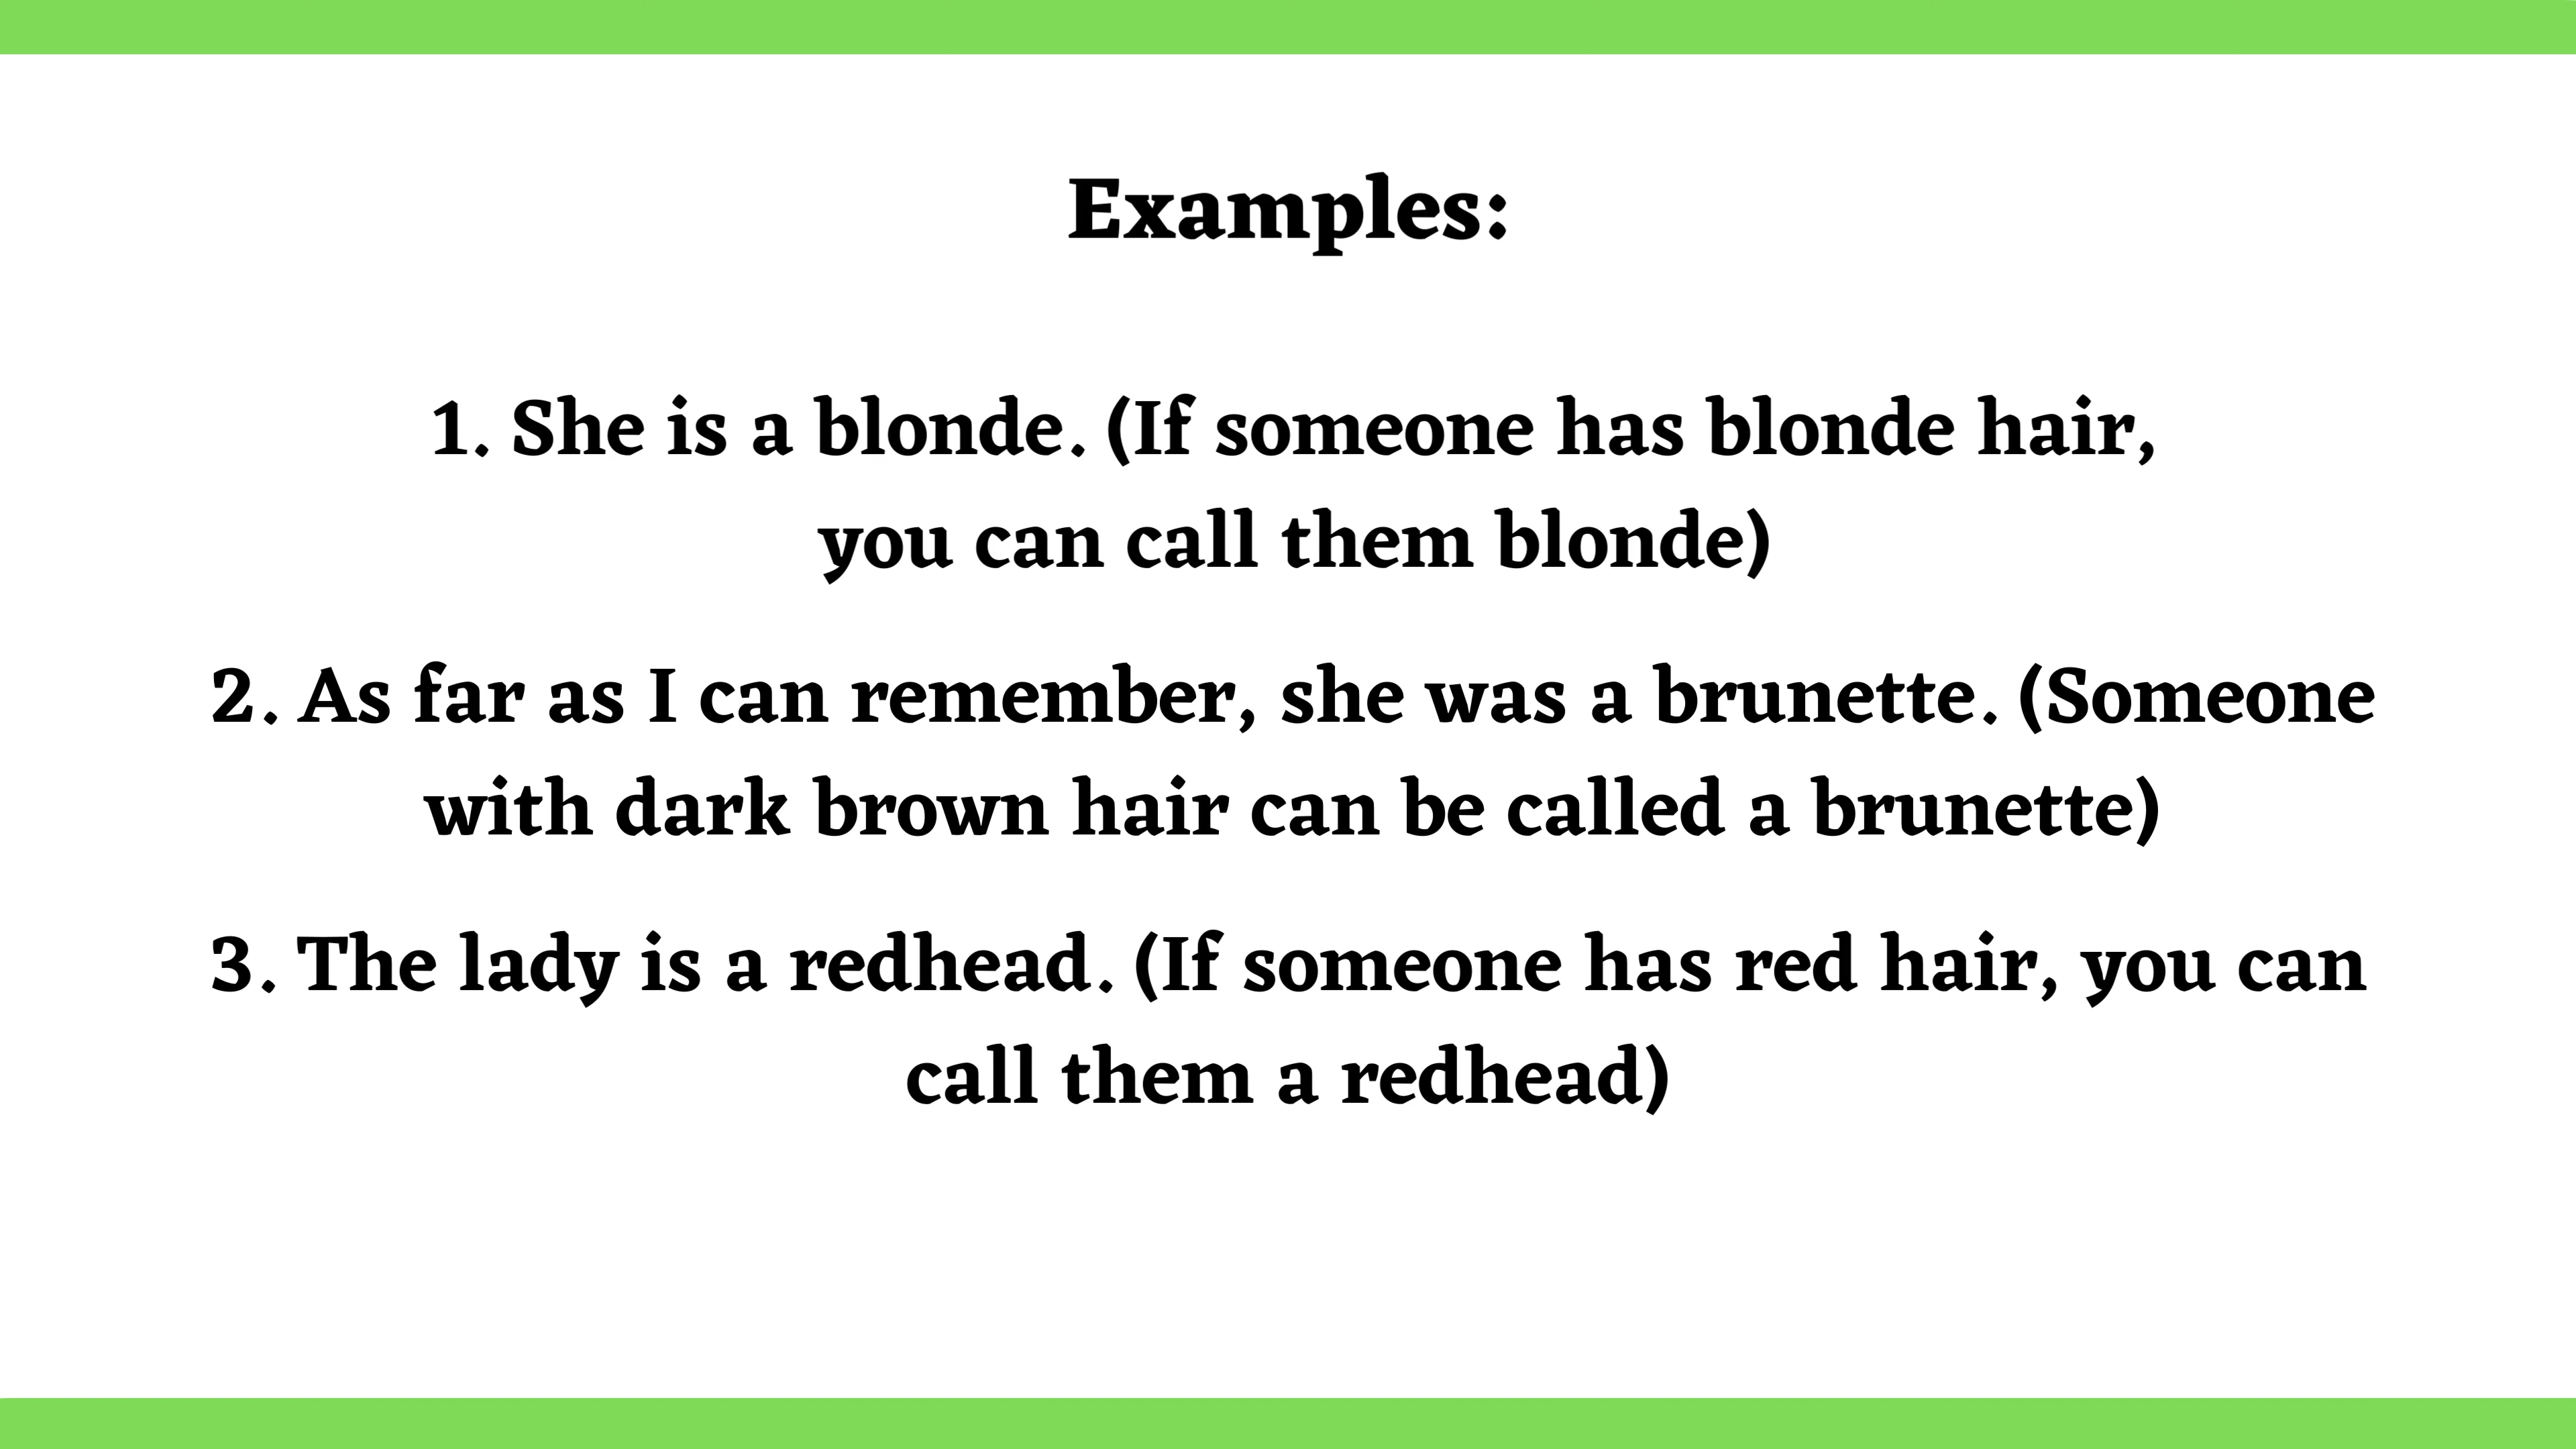 Examples:
1. She is a blonde. (If someone has blonde hair,
you can call them blonde)
2. As far as I can remember, she was a brunette. (Someone
with dark brown hair can be called a brunette)
3. The lady is a redhead. (If someone has red hair, you can
call them a redhead)